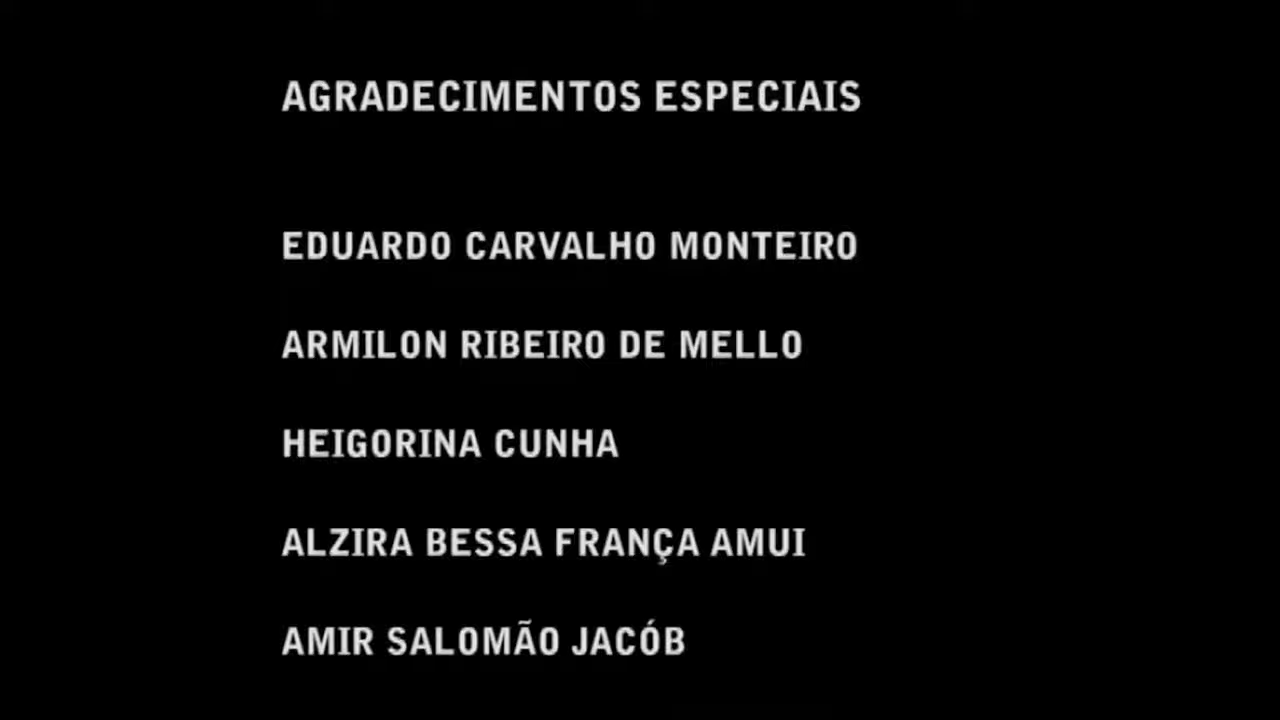 AGRADECIMENTOS ESPECIAIS
EDUARDO CARVALHO MONTEIRO
ARMILON RIBEIRO DE MELLO
HEIGORINA CUNHA
ALZIRA BESSA FRANÇA AMUI
AMIR SALOMÃO JACÓB